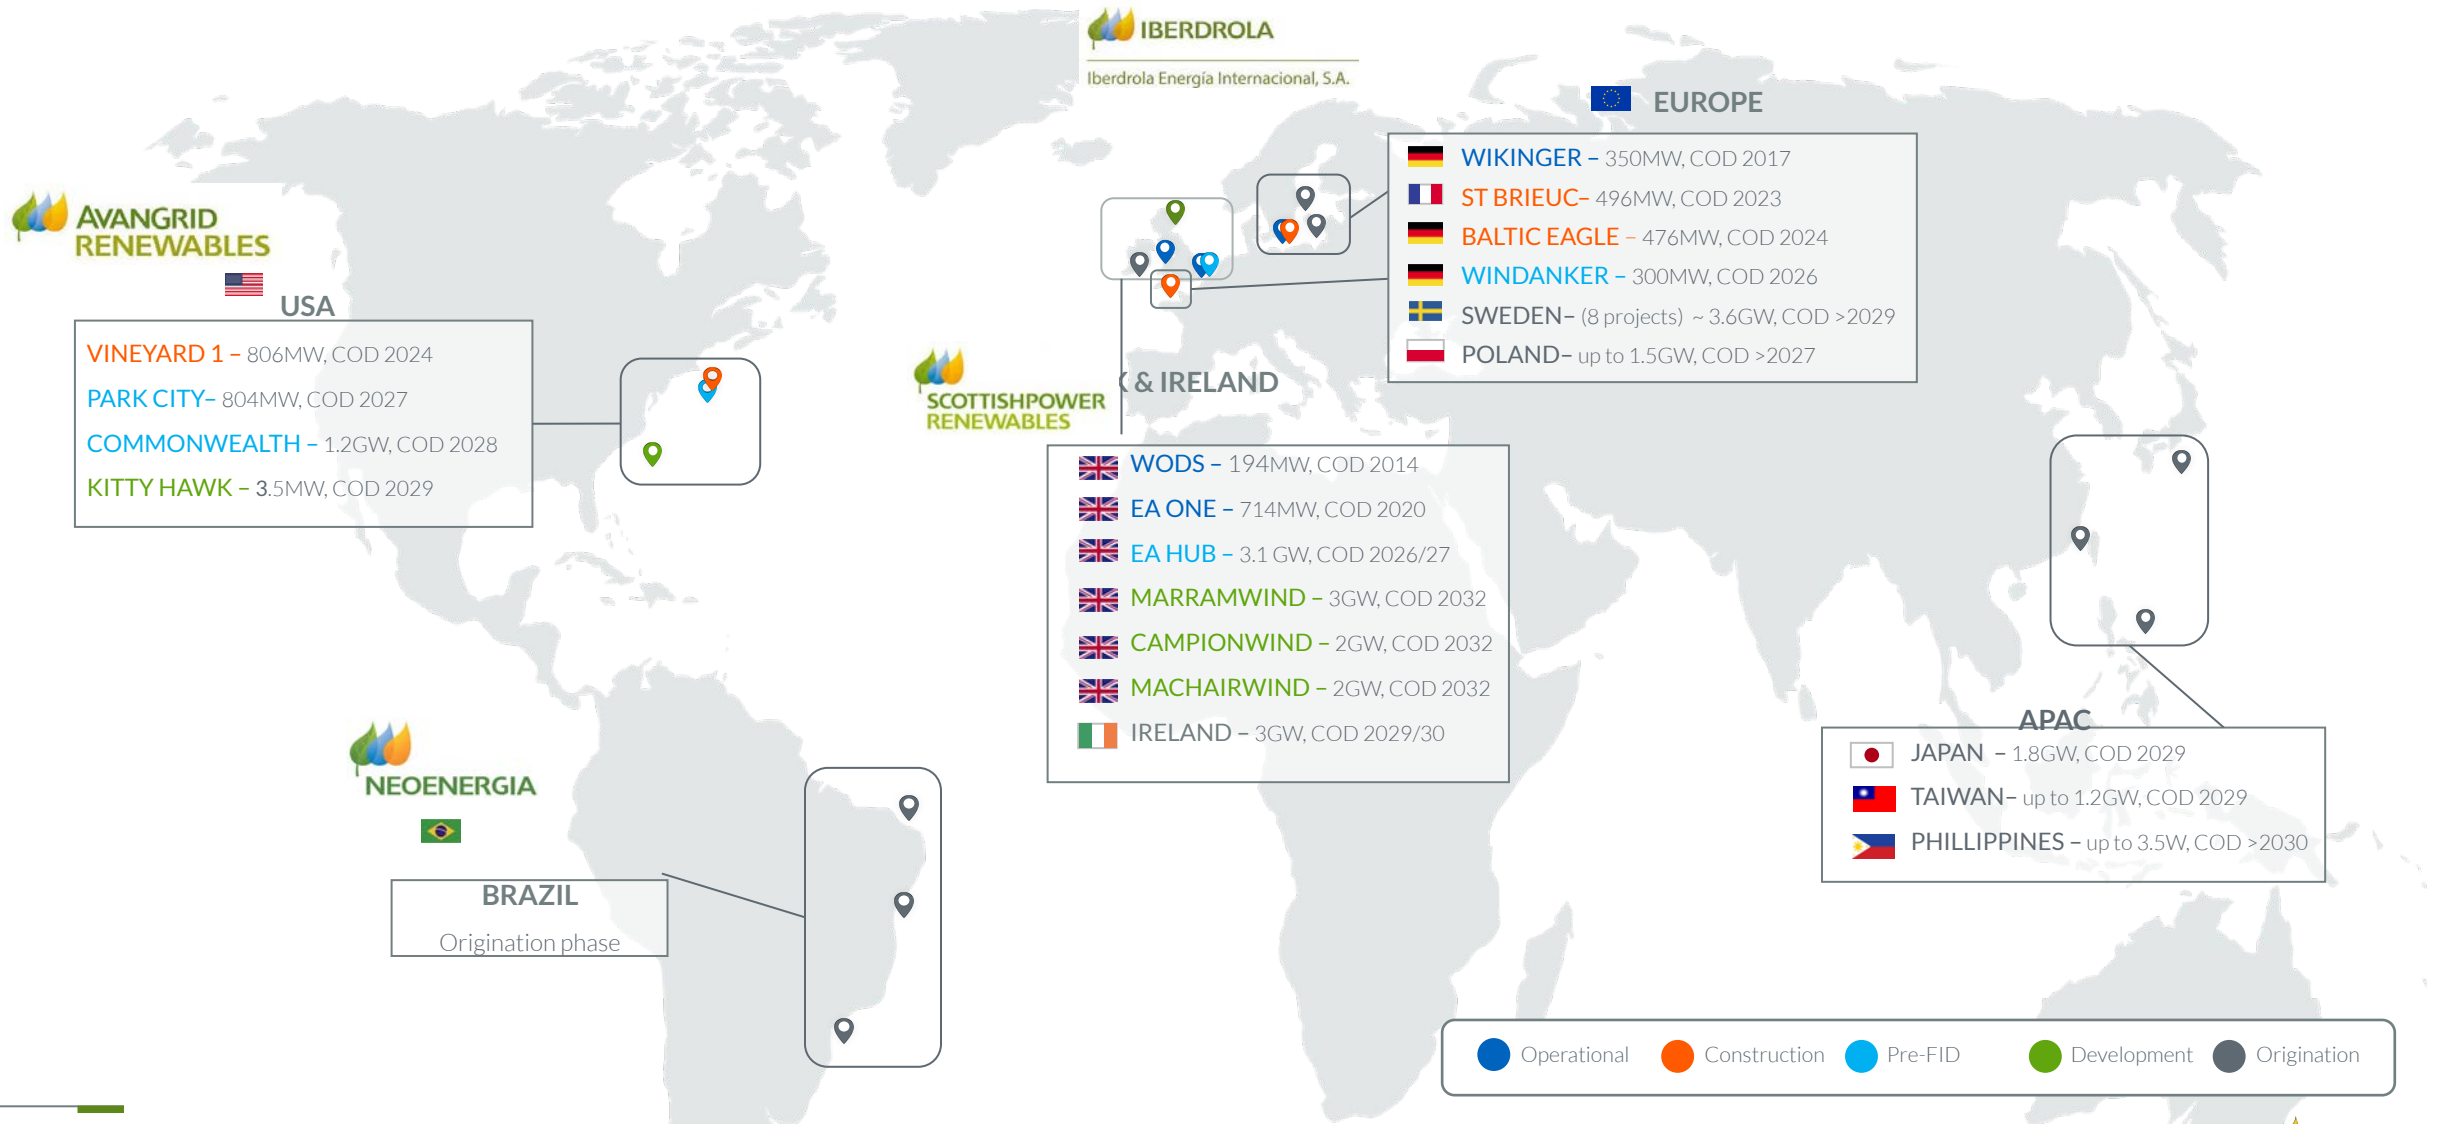 IBERDROLA
Iberdrola Energía Internacional, S.A.
EUROPE
WIKINGER – 350MW, COD 2017
ST BRIEUC– 496MW, COD 2023
BALTIC EAGLE – 476MW, COD 2024
WINDANKER – 300MW, COD 2026
SWEDEN– (8 projects) ~ 3.6GW, COD >2029
POLAND– up to 1.5GW, COD >2027
AVANGRID
RENEWABLES
USA
VINEYARD 1 – 806MW, COD 2024
PARK CITY– 804MW, COD 2027
COMMONWEALTH – 1.2GW, COD 2028
KITTY HAWK – 3.5MW, COD 2029
SCOTTISHPOWER
RENEWABLES
& IRELAND
WODS – 194MW, COD 2014
EA ONE – 714MW, COD 2020
EA HUB – 3.1 GW, COD 2026/27
MARRAMWIND – 3GW, COD 2032
CAMPIONWIND – 2GW, COD 2032
MACHAIRWIND – 2GW, COD 2032
IRELAND – 3GW, COD 2029/30
NEOENERGIA
BRAZIL
Origination phase
APAC
JAPAN – 1.8GW, COD 2029
TAIWAN– up to 1.2GW, COD 2029
PHILLIPPINES – up to 3.5W, COD >2030
Operational Construction Pre-FID Development Origination